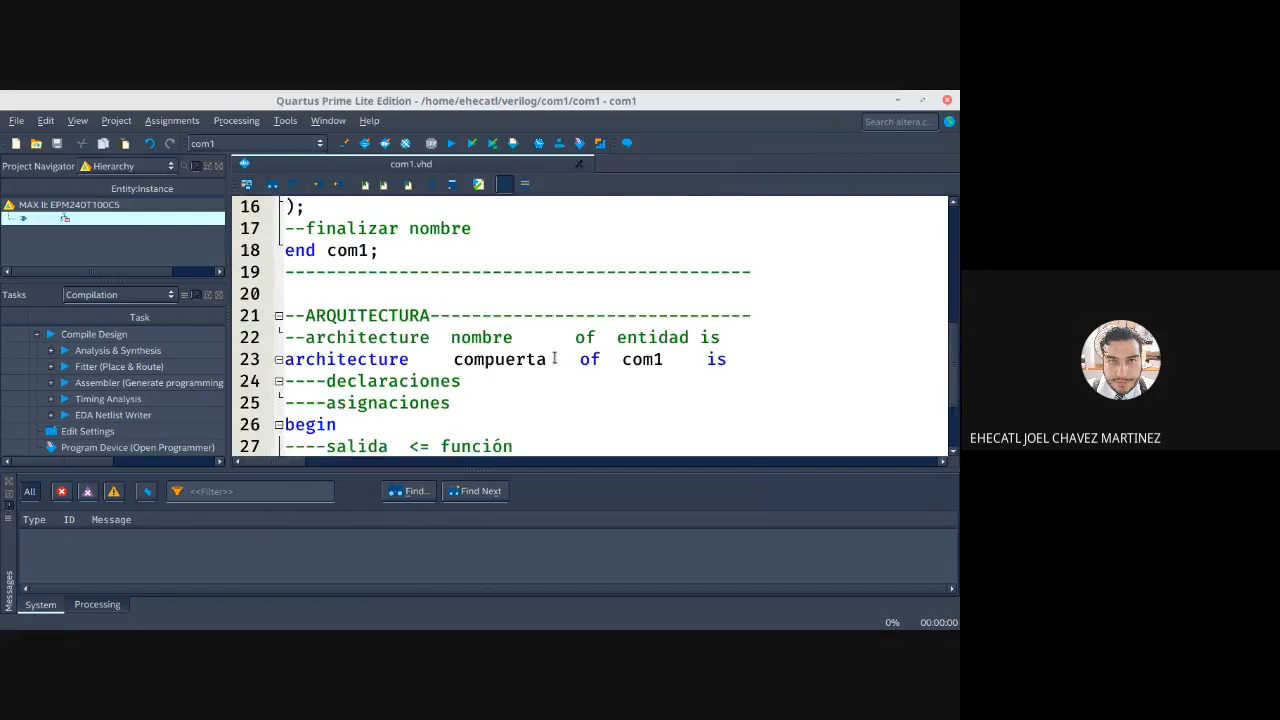 Quartus Prime Lite Edition - /home/ehecatl/verilog/com1/com1 - com1
File Edit View Project Assignments Processing Tools Window Help
Search altera.c...
com1
Project Navigator Hierarchy
com1.vhd
Entity:Instance
MAX II: EPM240T100C5
Tasks Compilation
Task
Compile Design
Analysis & Synthesis
Fitter (Place & Route)
Assembler (Generate programming
Timing Analysis
EDA Netlist Writer
Edit Settings
Program Device (Open Programmer)
16 );
17 --finalizar nombre
18 end com1;
19 ---------------------------------------------
20
21 --ARQUITECTURA-------------------------------
22 --architecture nombre of entidad is
23 architecture compuerta of com1 is
24 ----declaraciones
25 ----asignaciones
26 begin
27 ----salida <= función
All <<Filter>> Find... Find Next
Type ID Message
Messages
System Processing
0% 00:00:00
EHECATL JOEL CHAVEZ MARTINEZ